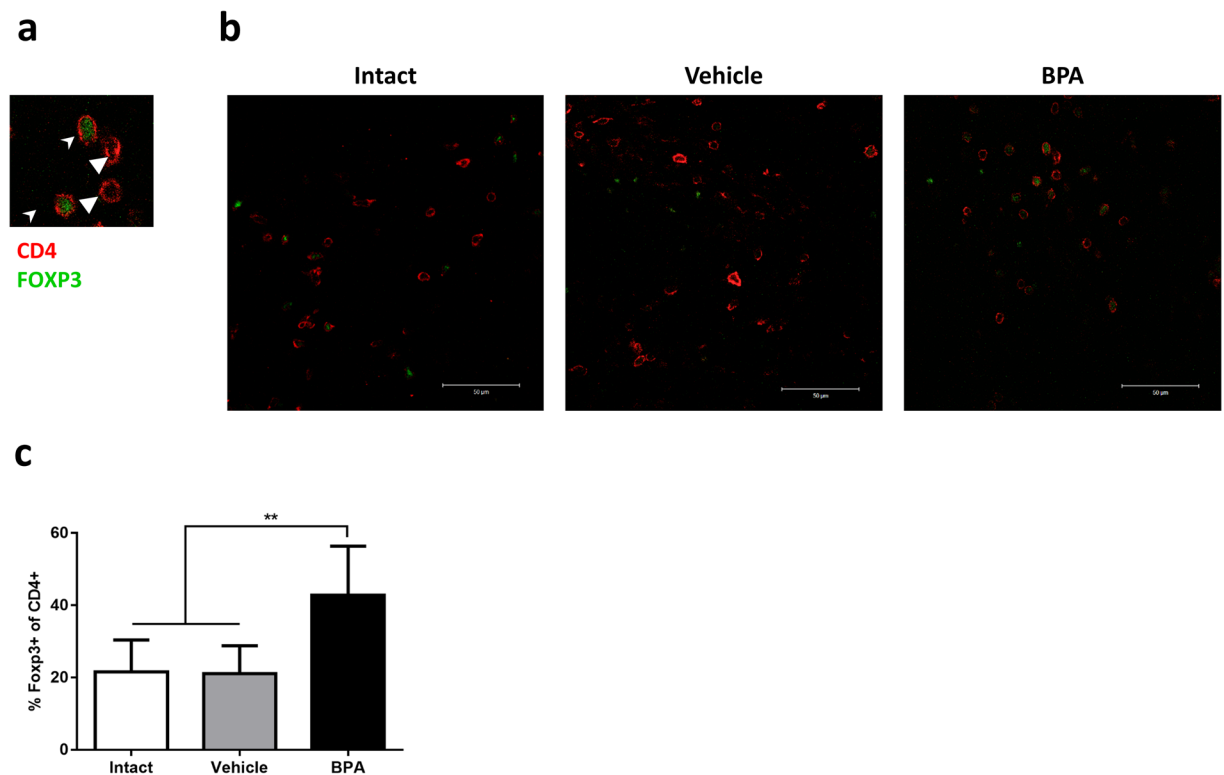 a
b
Intact
Vehicle
BPA
CD4
FOXP3
50 µm
50 µm
50 µm
c
% Foxp3+ of CD4+
60
40
20
0
**
Intact
Vehicle
BPA